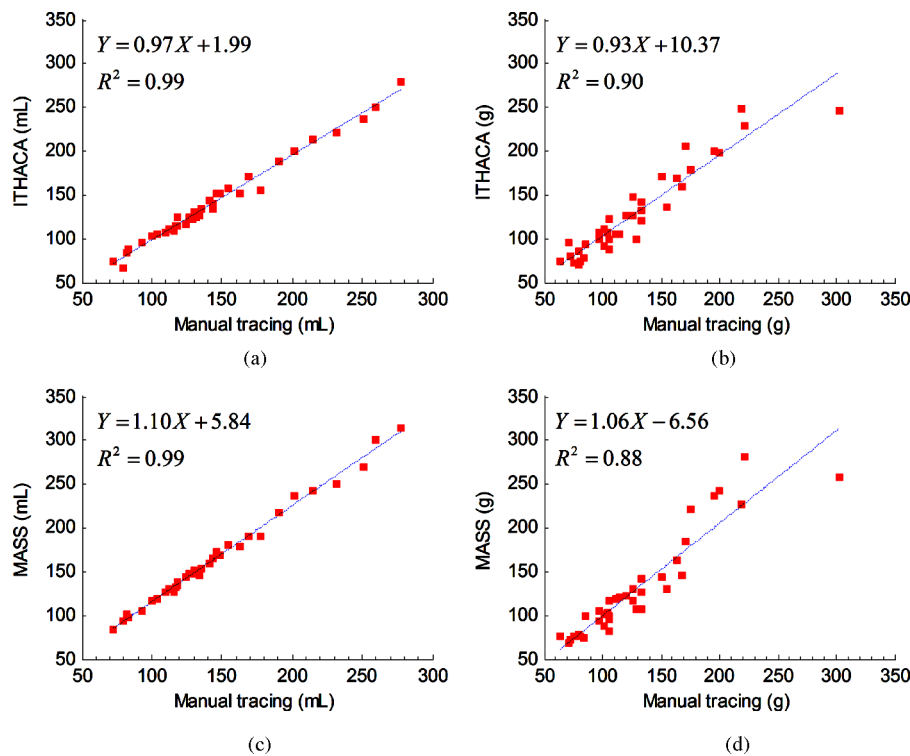 350
300
250
200
150
100
50
ITHACA (mL)
Y = 0.97X + 1.99
R² = 0.99
50 100 150 200 250 300
Manual tracing (mL)
(a)
350
300
250
200
150
100
50
ITHACA (g)
Y = 0.93X + 10.37
R² = 0.90
50 100 150 200 250 300 350
Manual tracing (g)
(b)
350
300
250
200
150
100
50
MASS (mL)
Y = 1.10X + 5.84
R² = 0.99
50 100 150 200 250 300
Manual tracing (mL)
(c)
350
300
250
200
150
100
50
MASS (g)
Y = 1.06X − 6.56
R² = 0.88
50 100 150 200 250 300 350
Manual tracing (g)
(d)